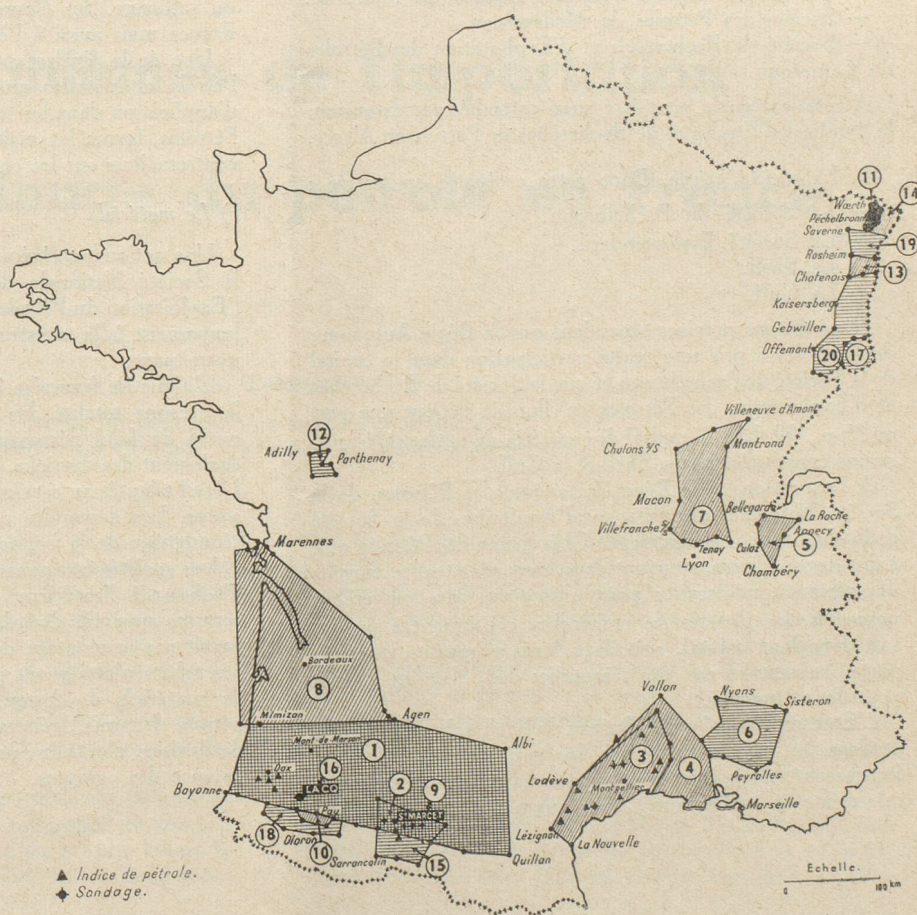 11
14
Wœrth
Péchelbronn
Saverne
19
Rosheim
13
Chatenois
Kaisersberg
Gebwiller
Offemont
20
17
12
Adilly
Parthenay
Villeneuve d'Amont
Chalons s/S
Montrond
Macon
Bellegarde
La Roche
Annecy
7
Villefranche s/S
Tenay
Culoz
5
Lyon
Chambéry
Marennes
Bordeaux
8
Mimizan
Agen
Vallon
Nyons
Sisteron
6
Mont de Marsan
1
Albi
3
4
Dax
16
Lodève
Montpellier
Peyrolles
Bayonne
LACQ
2
9
Marseille
Pau
St MARCET
Lézignan
La Nouvelle
18
Oloron
10
Sarrancolin
15
Quillan
▲ Indice de pétrole.
Sondage.
Echelle.
0 100 km